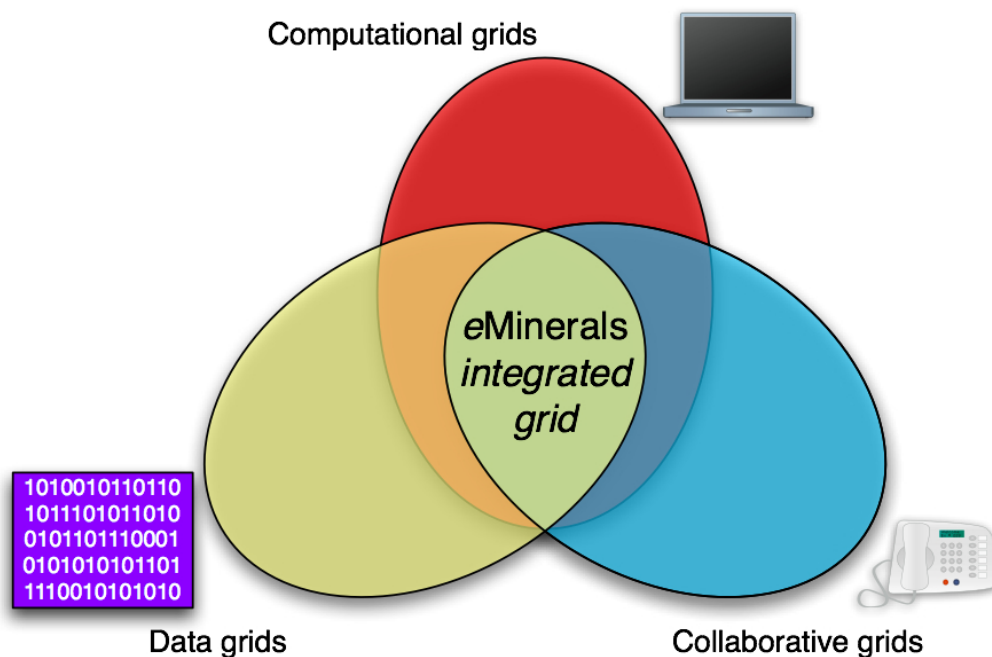 Computational grids
eMinerals
integrated
grid
1010010110110
1011101011010
0101101110001
0101010101101
1110010101010
Data grids
Collaborative grids